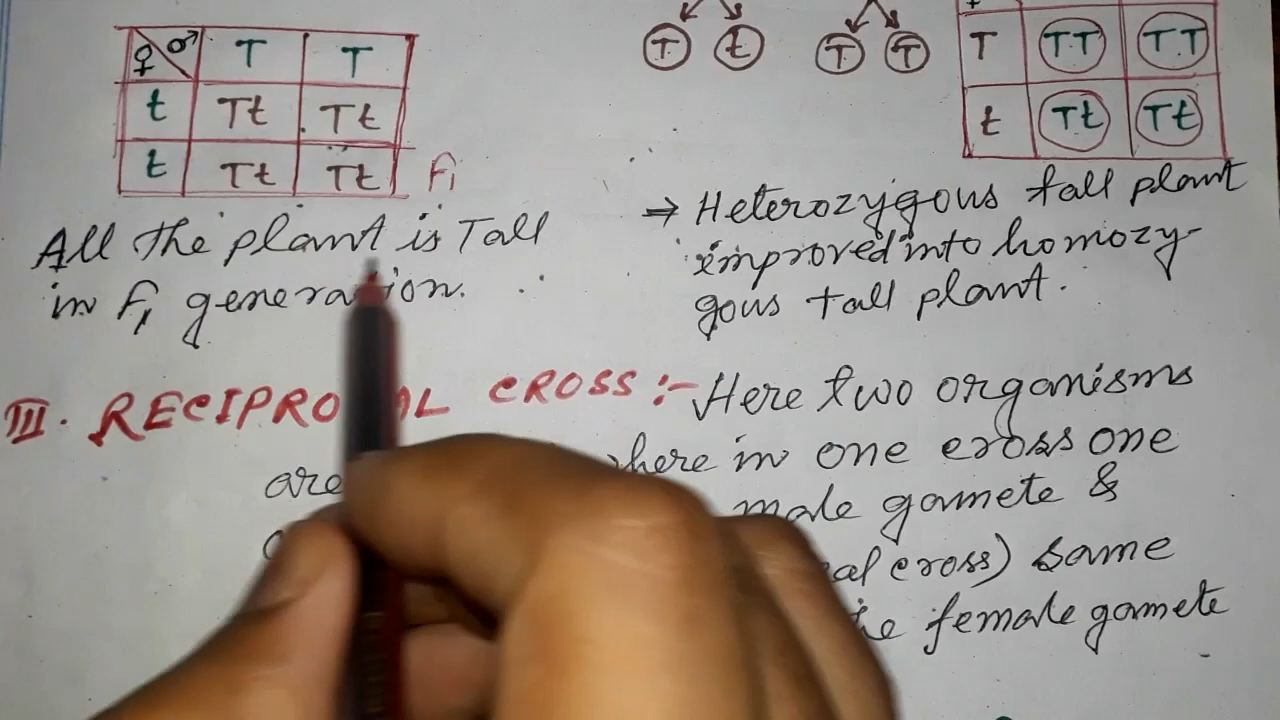 ♀ ♂ T T
t Tt Tt
t Tt Tt F₁
All the plant is Tall
in F₁ generation.
T t T T
T TT TT
t Tt Tt
→ Heterozygous tall plant
improved into homozy-
gous tall plant.
III. RECIPROCAL CROSS :- Here two organisms
are here in one cross one
male gamete &
al cross) same
female gamete